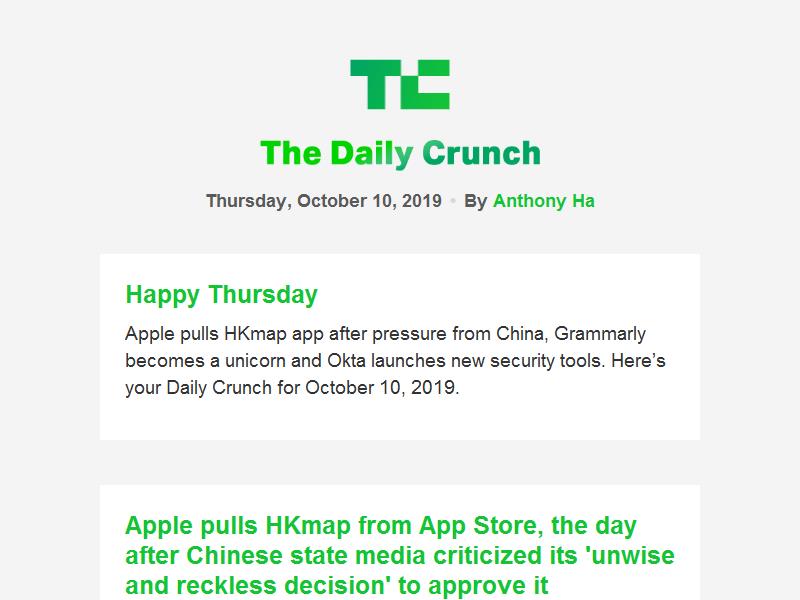 TC
The Daily Crunch
Thursday, October 10, 2019 • By Anthony Ha
Happy Thursday
Apple pulls HKmap app after pressure from China, Grammarly
becomes a unicorn and Okta launches new security tools. Here’s
your Daily Crunch for October 10, 2019.
Apple pulls HKmap from App Store, the day
after Chinese state media criticized its 'unwise
and reckless decision' to approve it